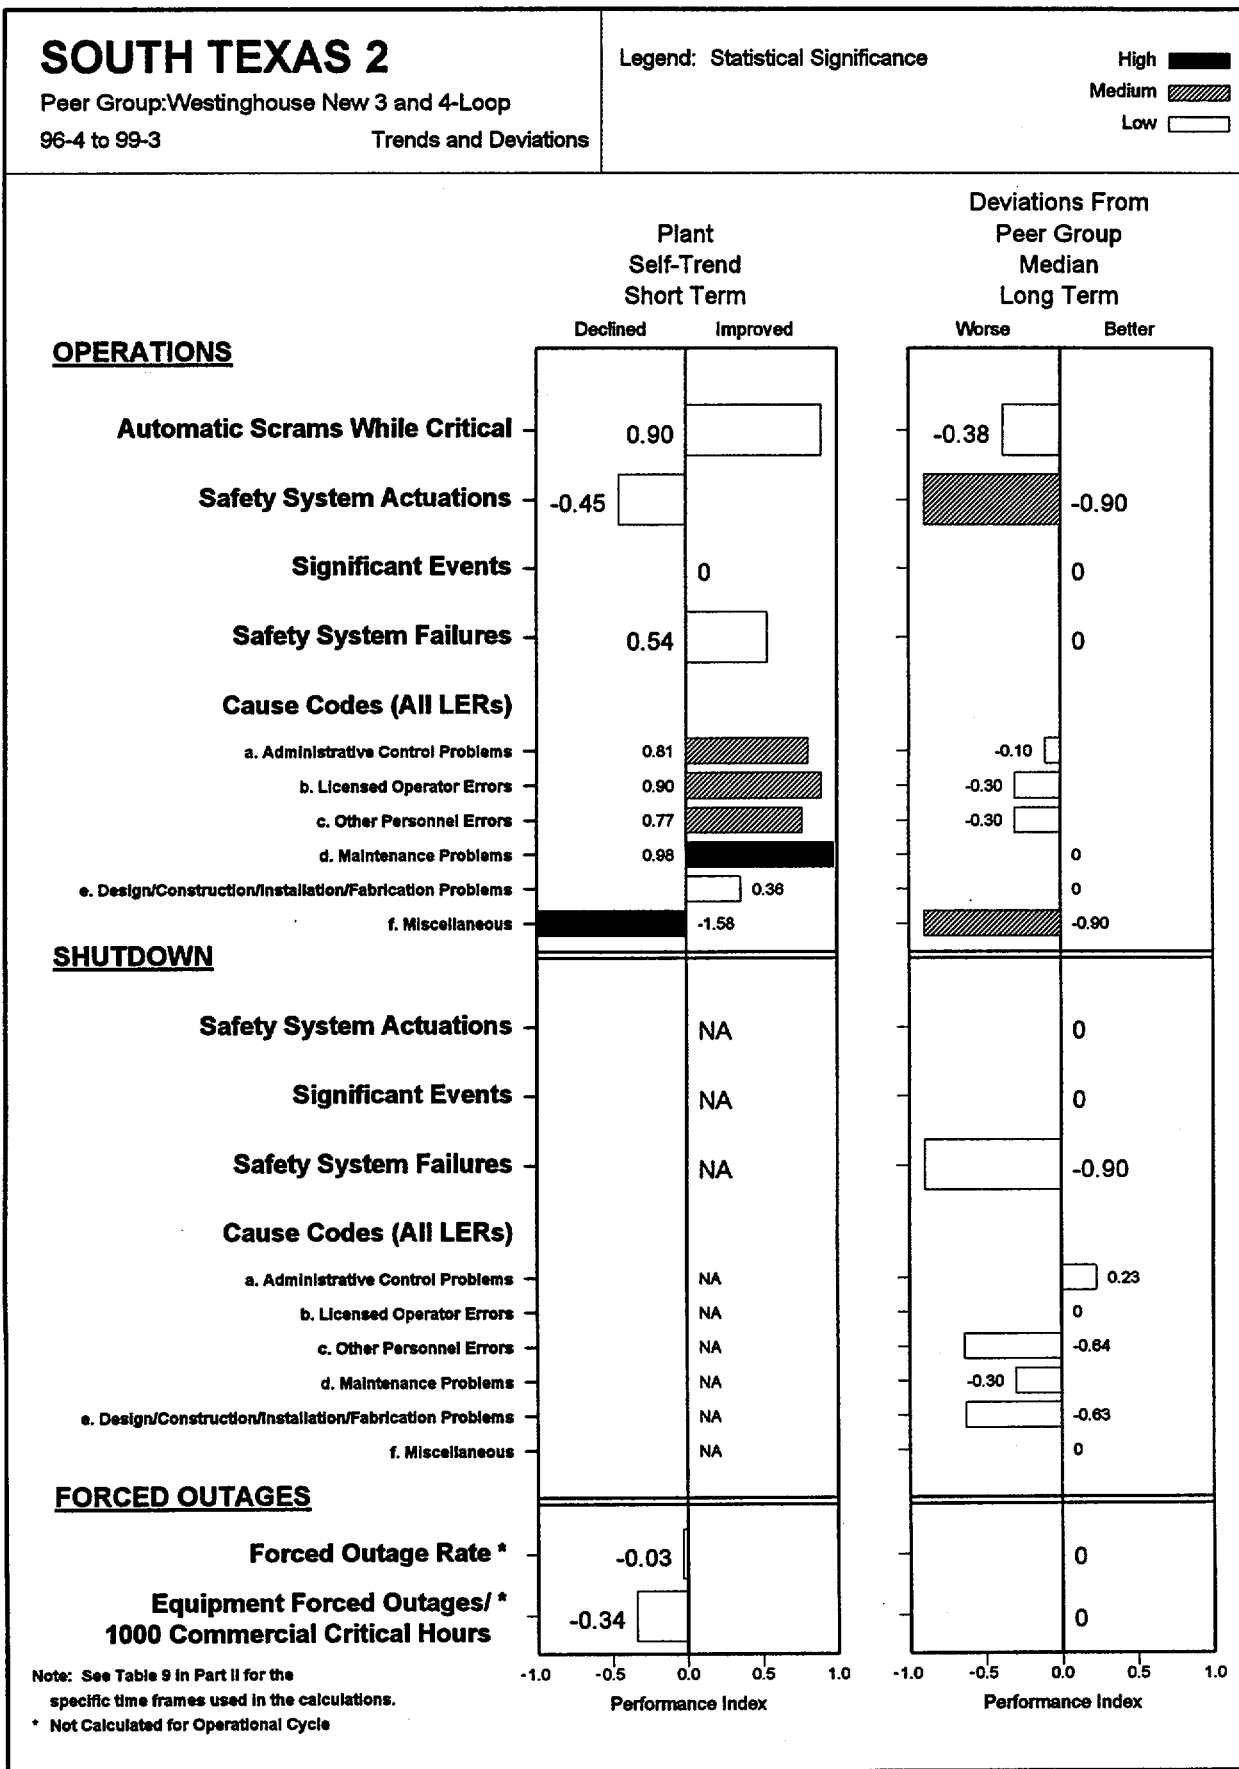 SOUTH TEXAS 2
Peer Group:Westinghouse New 3 and 4-Loop
96-4 to 99-3 Trends and Deviations
Legend: Statistical Significance
High
Medium
Low
Plant
Self-Trend
Short Term
Deviations From
Peer Group
Median
Long Term
Declined Improved Worse Better
OPERATIONS
Automatic Scrams While Critical 0.90 -0.38
Safety System Actuations -0.45 -0.90
Significant Events 0 0
Safety System Failures 0.54 0
Cause Codes (All LERs)
a. Administrative Control Problems 0.81 -0.10
b. Licensed Operator Errors 0.90 -0.30
c. Other Personnel Errors 0.77 -0.30
d. Maintenance Problems 0.98 0
e. Design/Construction/Installation/Fabrication Problems 0.36 0
f. Miscellaneous -1.58 -0.90
SHUTDOWN
Safety System Actuations NA 0
Significant Events NA 0
Safety System Failures NA -0.90
Cause Codes (All LERs)
a. Administrative Control Problems NA 0.23
b. Licensed Operator Errors NA 0
c. Other Personnel Errors NA -0.64
d. Maintenance Problems NA -0.30
e. Design/Construction/Installation/Fabrication Problems NA -0.63
f. Miscellaneous NA 0
FORCED OUTAGES
Forced Outage Rate * -0.03 0
Equipment Forced Outages/ *
1000 Commercial Critical Hours -0.34 0
-1.0 -0.5 0.0 0.5 1.0 -1.0 -0.5 0.0 0.5 1.0
Performance Index Performance Index
Note: See Table 9 in Part II for the
specific time frames used in the calculations.
* Not Calculated for Operational Cycle